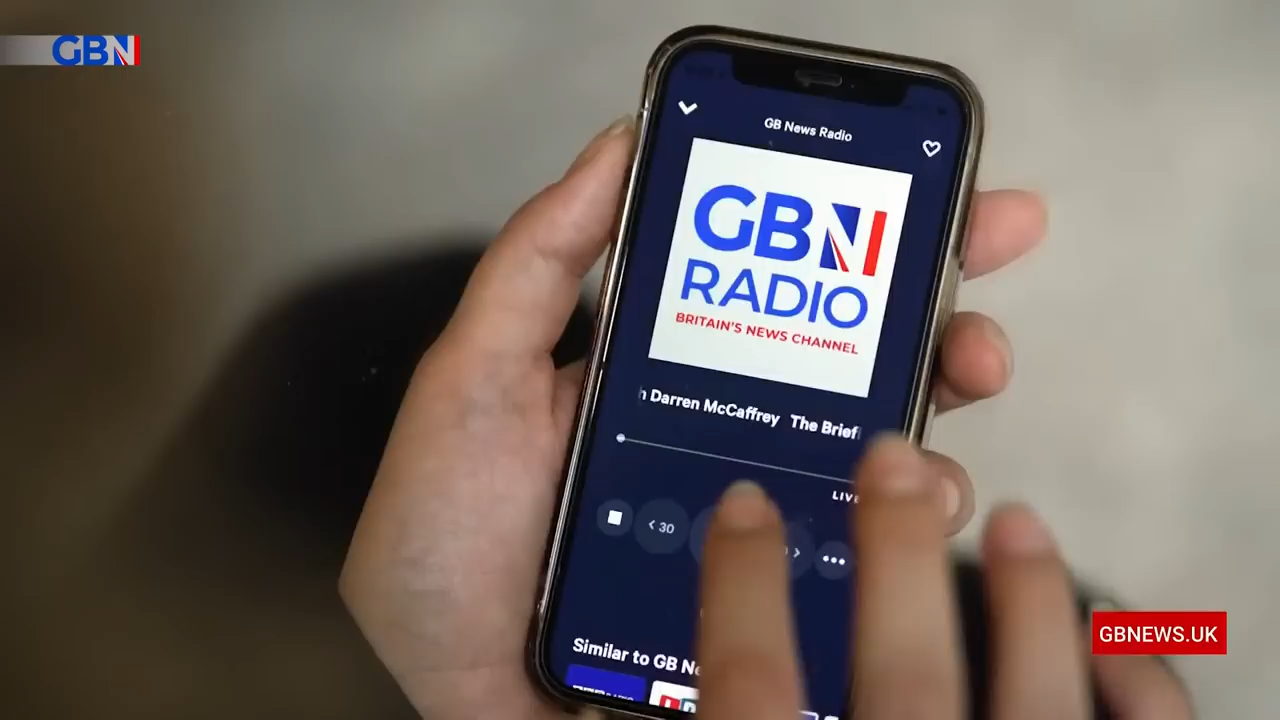 GBN
GB News Radio
GBN
RADIO
BRITAIN'S NEWS CHANNEL
Darren McCaffrey The Brief
LIVE
30
Similar to GB
GBNEWS.UK